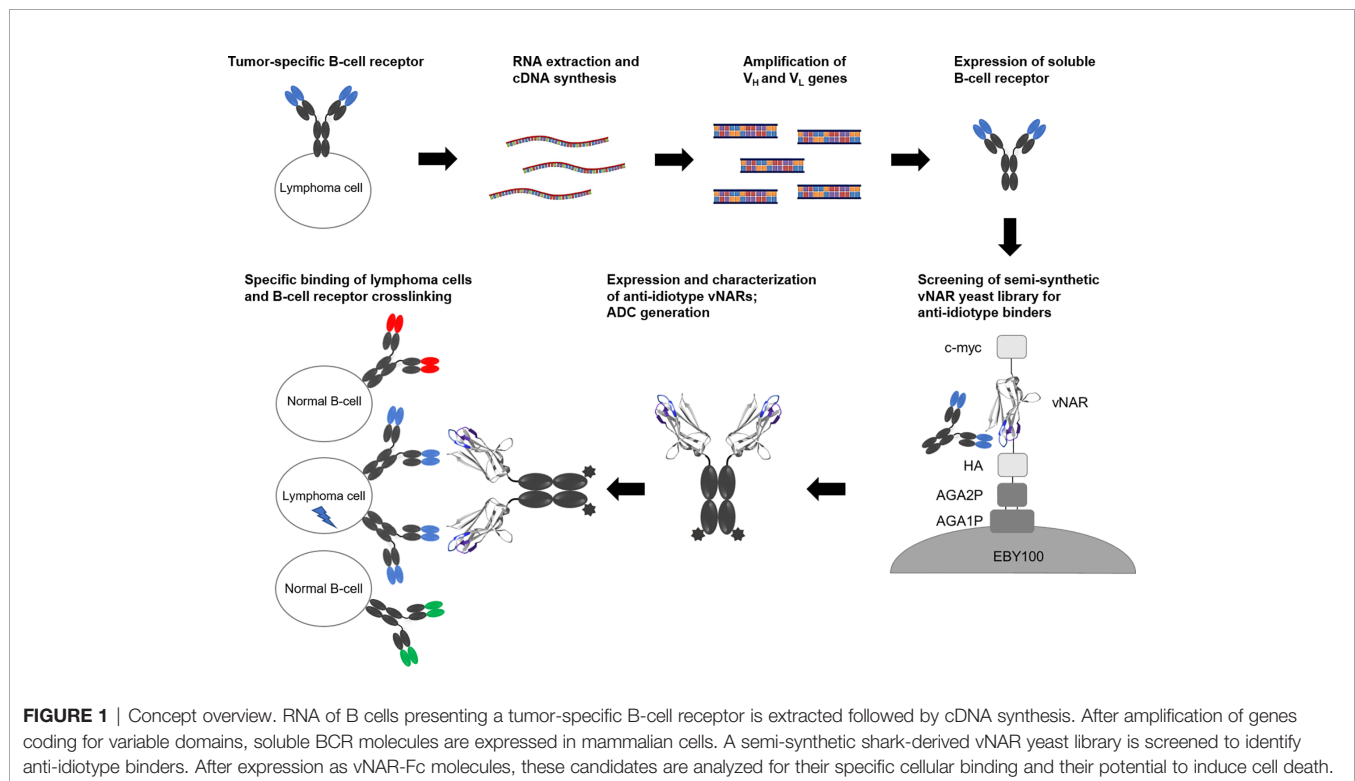 Tumor-specific B-cell receptor
Lymphoma cell
RNA extraction and
cDNA synthesis
Amplification of
VH and VL genes
Expression of soluble
B-cell receptor
Screening of semi-synthetic
vNAR yeast library for
anti-idiotype binders
c-myc
vNAR
HA
AGA2P
AGA1P
EBY100
Expression and characterization
of anti-idiotype vNARs;
ADC generation
Specific binding of lymphoma cells
and B-cell receptor crosslinking
Normal B-cell
Lymphoma cell
Normal B-cell
FIGURE 1 | Concept overview. RNA of B cells presenting a tumor-specific B-cell receptor is extracted followed by cDNA synthesis. After amplification of genes
coding for variable domains, soluble BCR molecules are expressed in mammalian cells. A semi-synthetic shark-derived vNAR yeast library is screened to identify
anti-idiotype binders. After expression as vNAR-Fc molecules, these candidates are analyzed for their specific cellular binding and their potential to induce cell death.